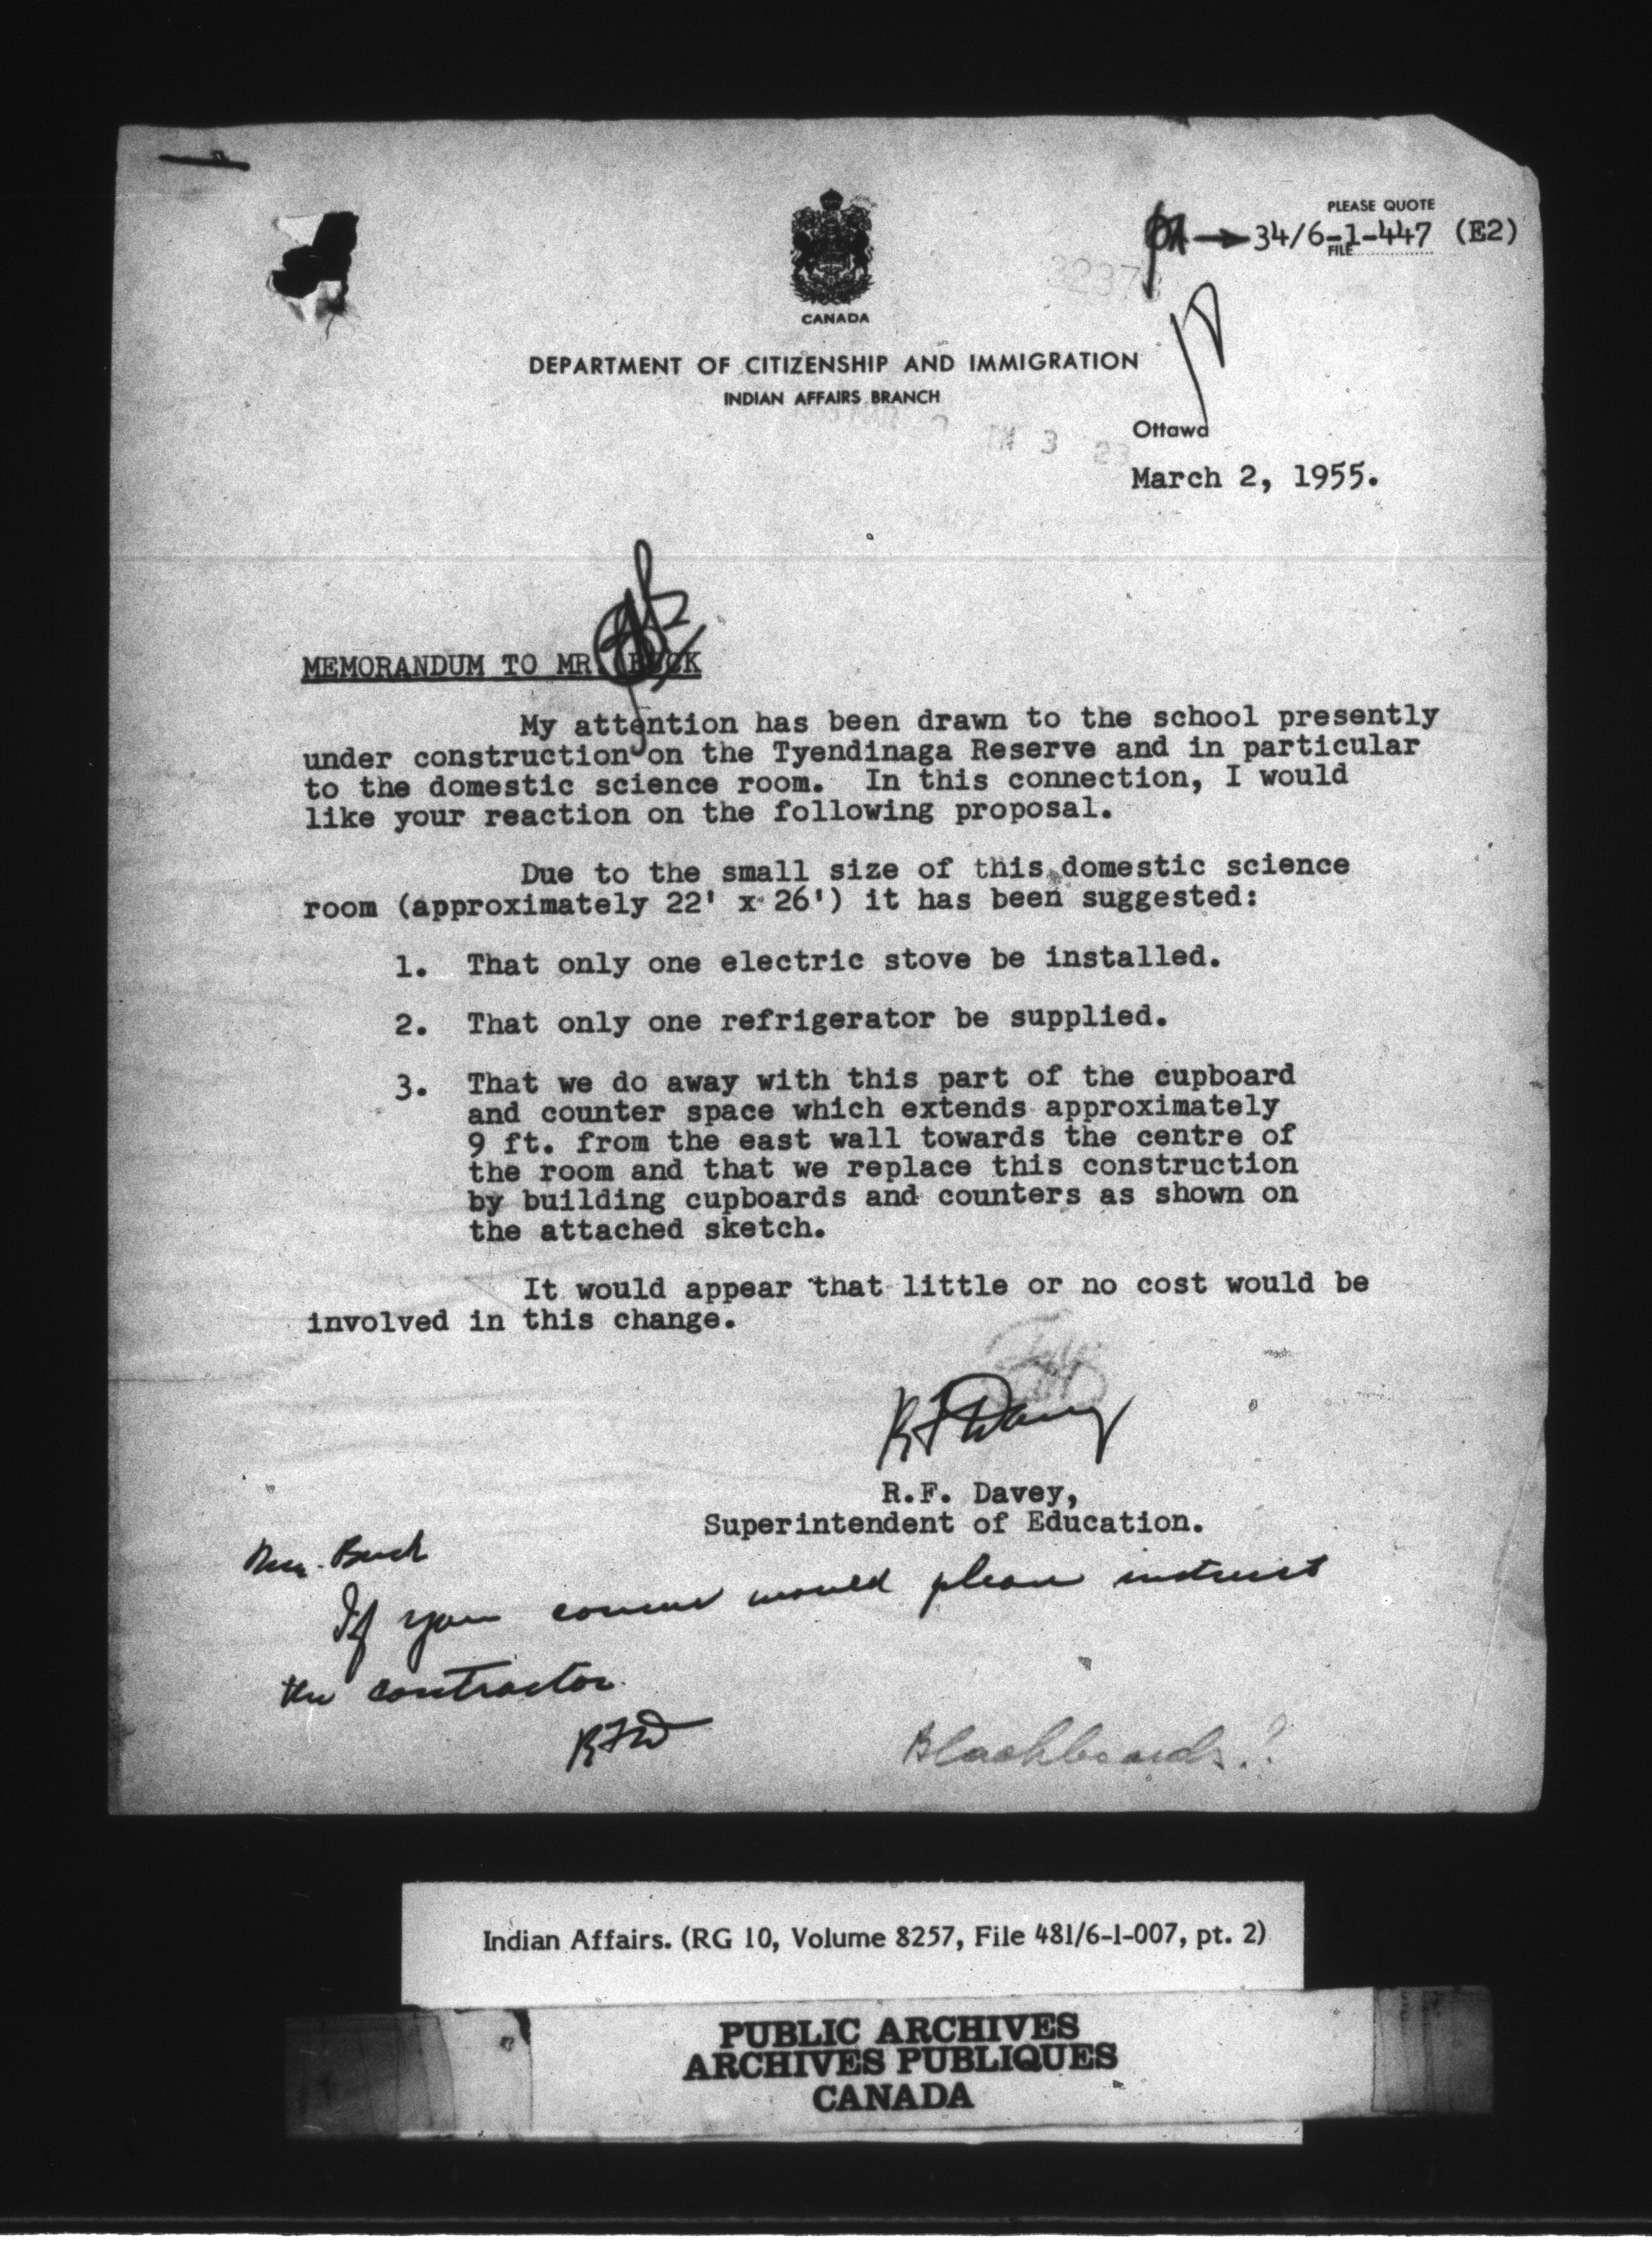 PLEASE QUOTE
PA → 34/6-1-447 (E2)
FILE
CANADA
DEPARTMENT OF CITIZENSHIP AND IMMIGRATION
INDIAN AFFAIRS BRANCH
Ottawa
March 2, 1955.
MEMORANDUM TO MR. BUCK
My attention has been drawn to the school presently
under construction on the Tyendinaga Reserve and in particular
to the domestic science room. In this connection, I would
like your reaction on the following proposal.
Due to the small size of this domestic science
room (approximately 22' x 26') it has been suggested:
1. That only one electric stove be installed.
2. That only one refrigerator be supplied.
3. That we do away with this part of the cupboard
and counter space which extends approximately
9 ft. from the east wall towards the centre of
the room and that we replace this construction
by building cupboards and counters as shown on
the attached sketch.
It would appear that little or no cost would be
involved in this change.
RF Davey
R.F. Davey,
Superintendent of Education.
Mr. Buck
If you concur would please instruct
the contractor.
RFD
Blackboards?
Indian Affairs. (RG 10, Volume 8257, File 481/6-1-007, pt. 2)
PUBLIC ARCHIVES
ARCHIVES PUBLIQUES
CANADA